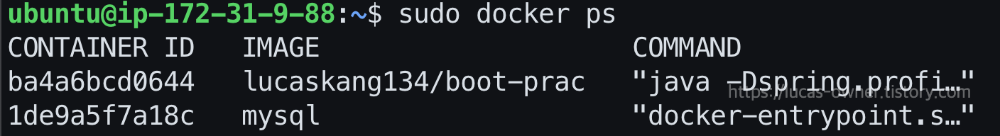 ubuntu@ip-172-31-9-88:~$ sudo docker ps
CONTAINER ID   IMAGE                        COMMAND
ba4a6bcd0644   lucaskang134/boot-prac   "java -Dspring.profi…"
https://lucas-owner.tistory.com
1de9a5f7a18c   mysql                        "docker-entrypoint.s…"